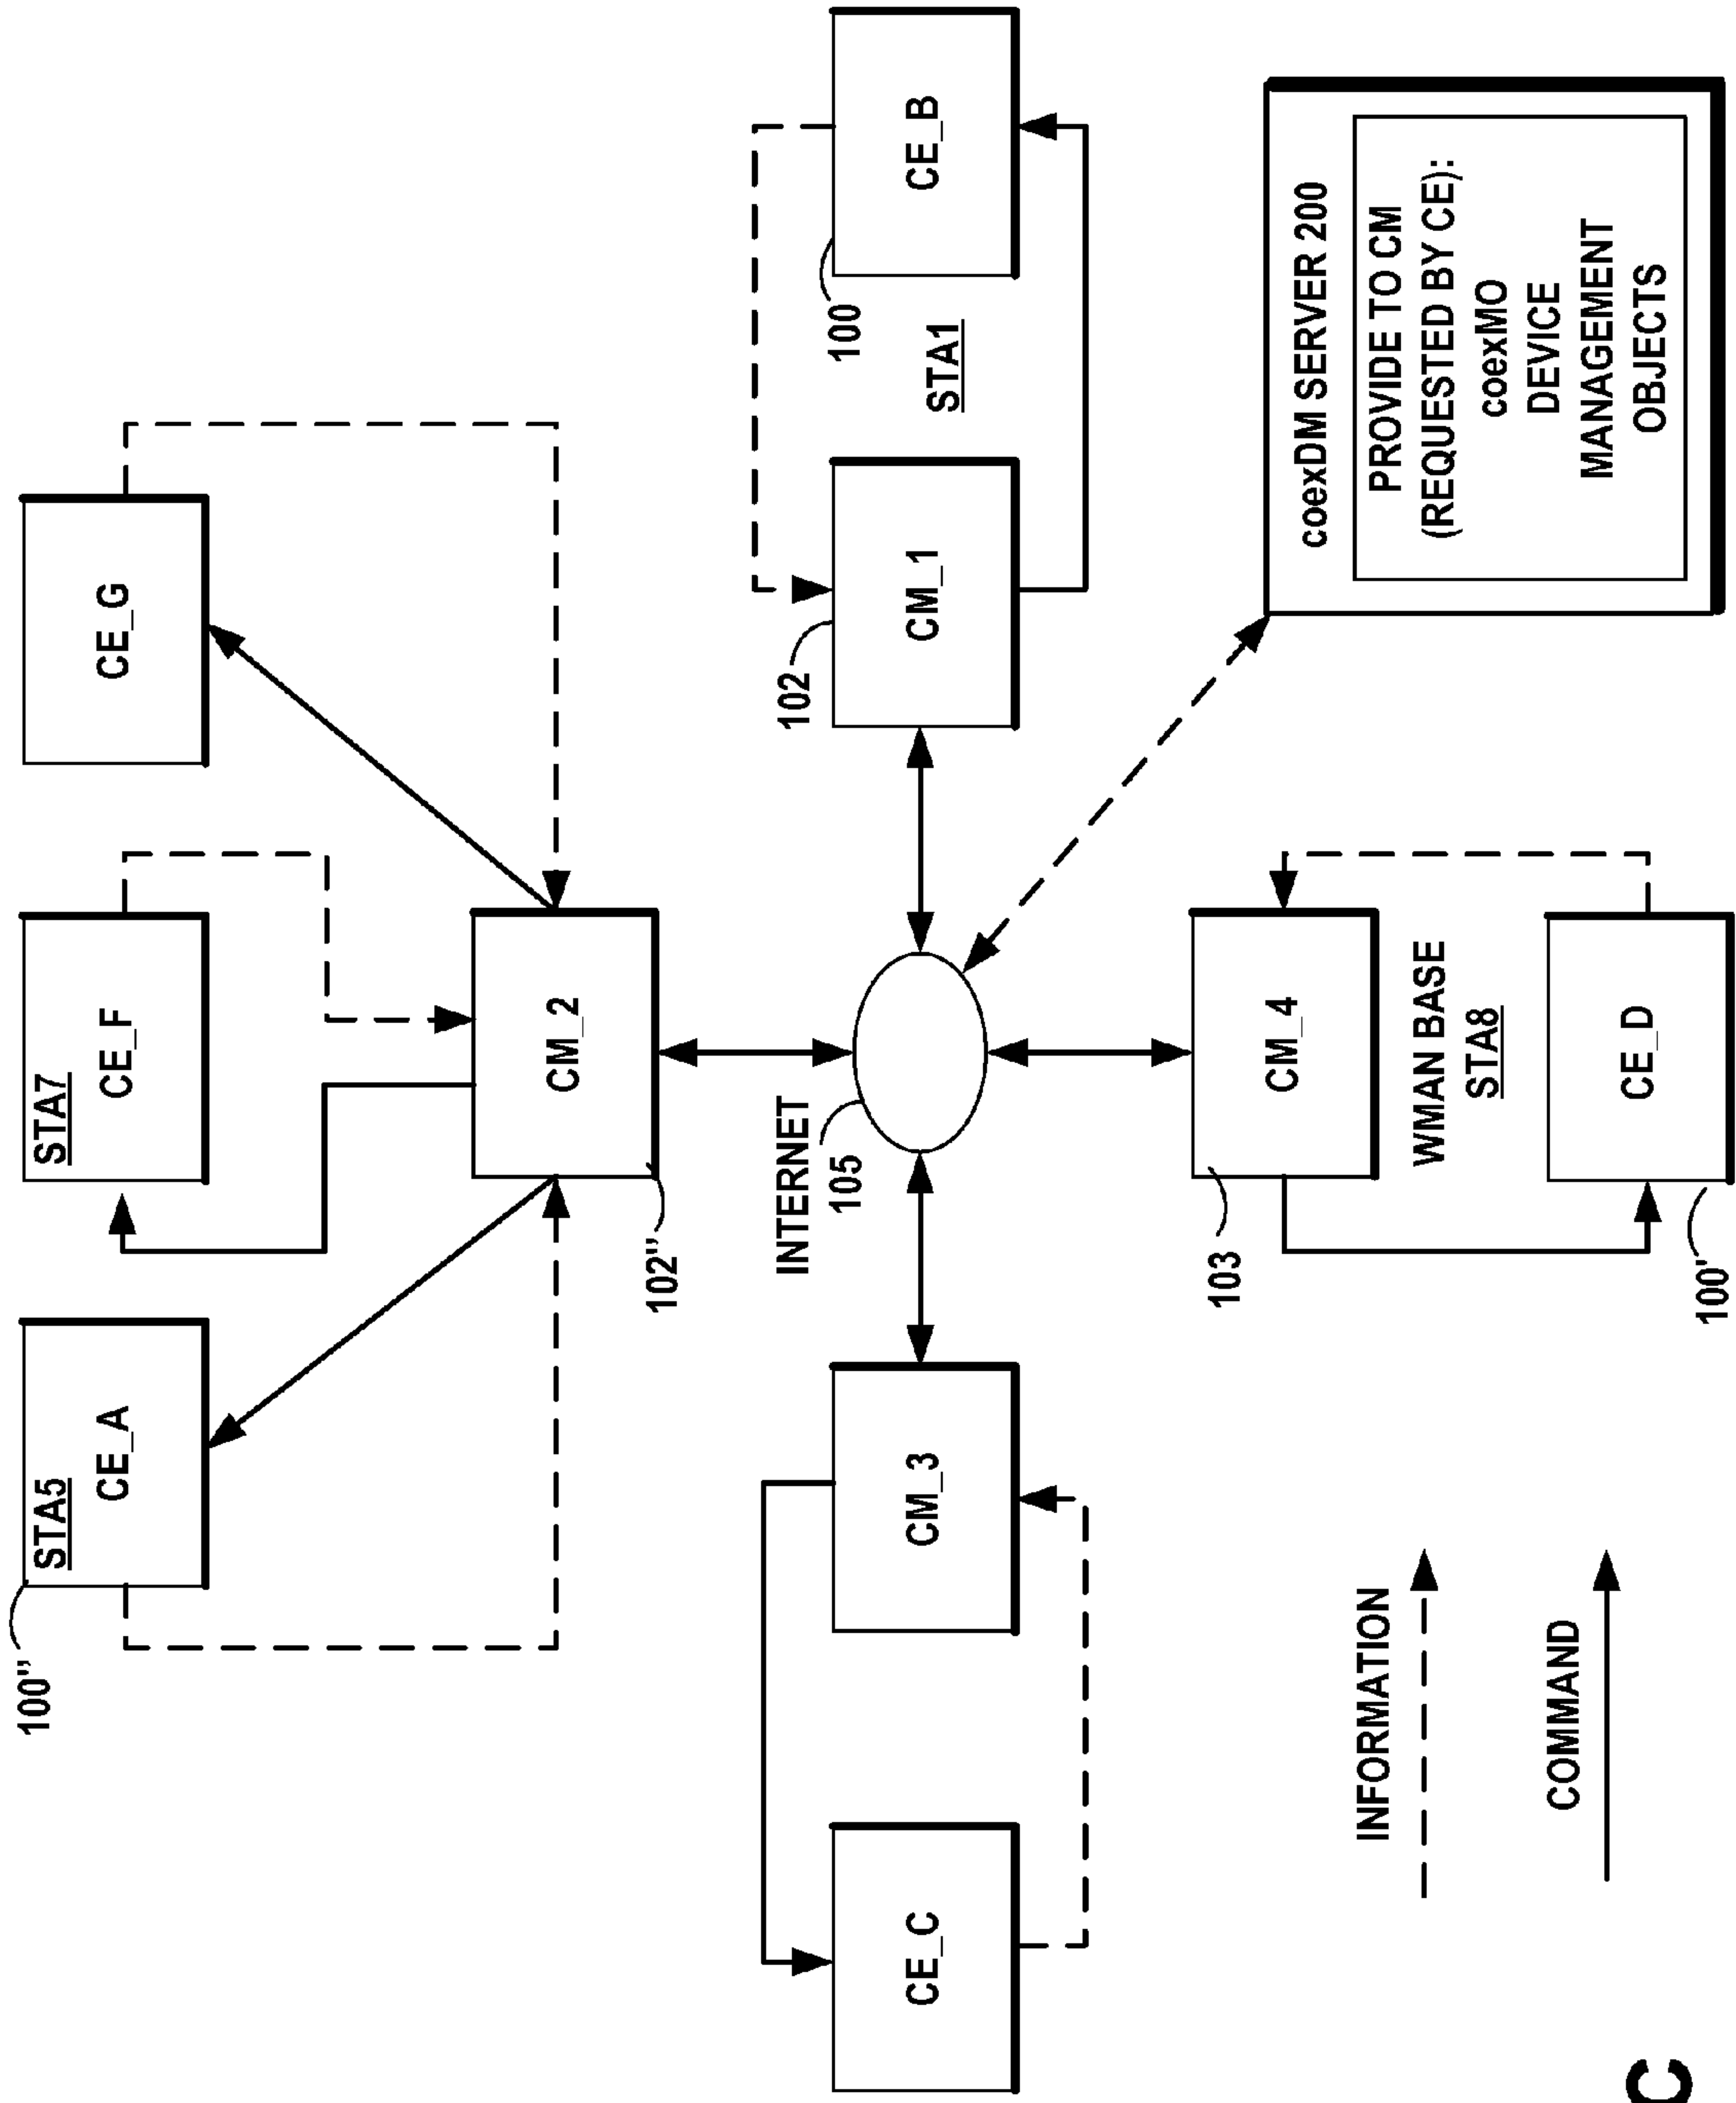 100"
STA5
CE_A
STA7
CE_F
CE_G
CM_2
102"
INTERNET
105
102
100
CE_C
CM_3
CM_1
CE_B
STA1
103
CM_4
WMAN BASE
STA8
CE_D
100'
coexDM SERVER 200
PROVIDE TO CM
(REQUESTED BY CE):
coexMO
DEVICE
MANAGEMENT
OBJECTS
INFORMATION
COMMAND
C